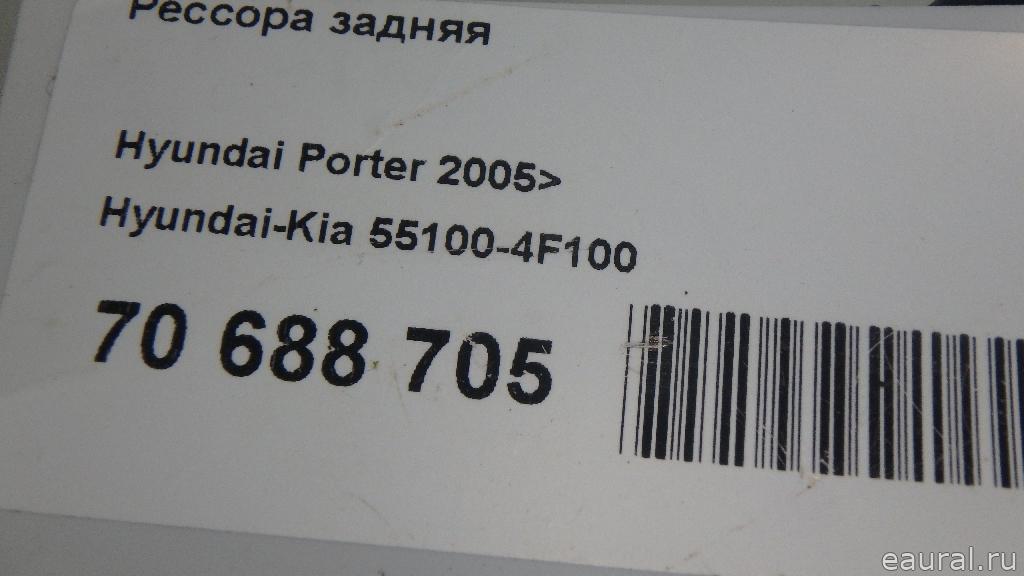 Рессора задняя
Hyundai Porter 2005>
Hyundai-Kia 55100-4F100
70 688 705
eaural.ru